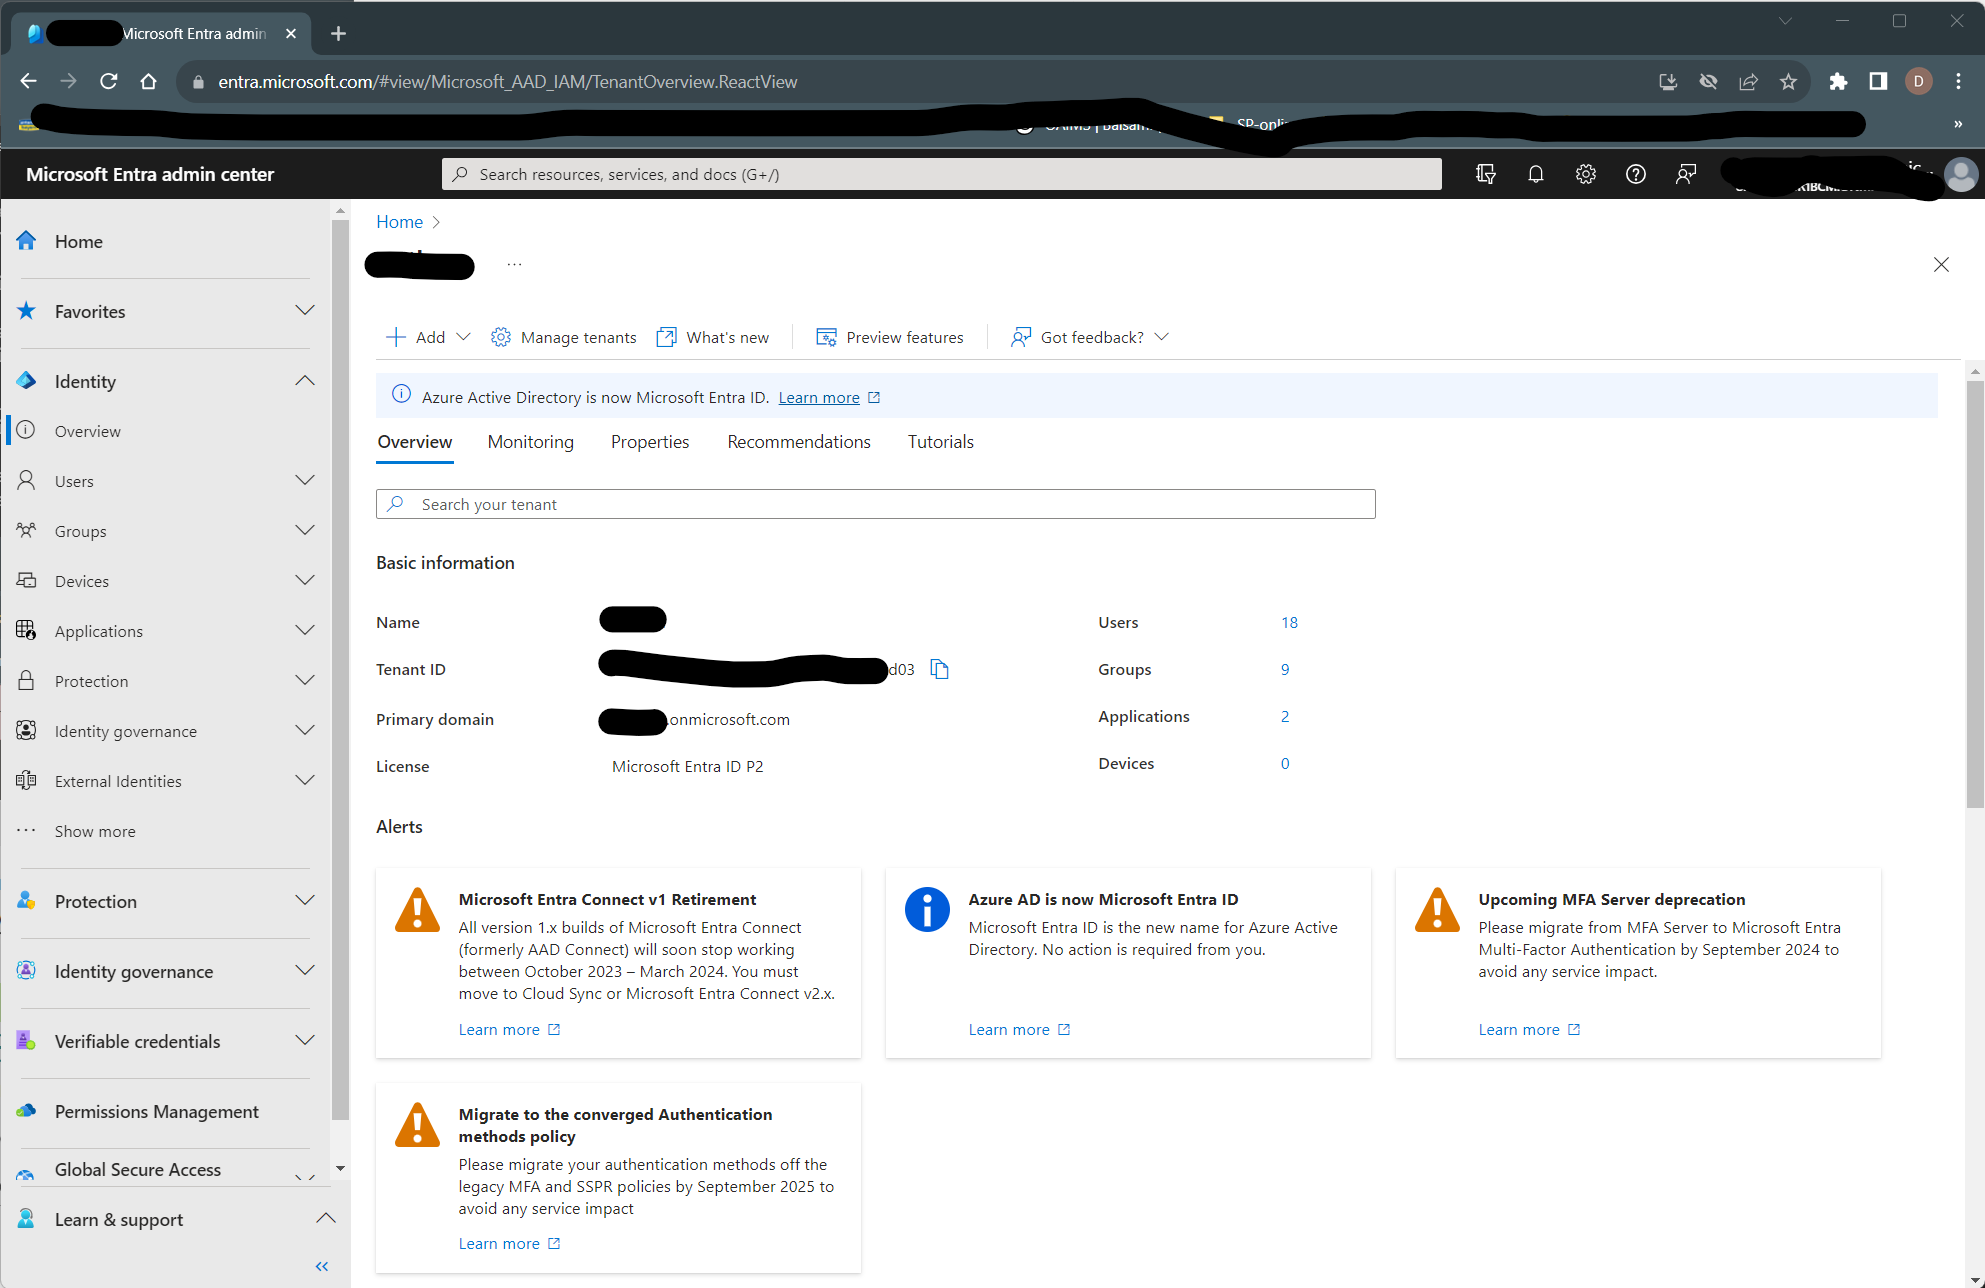 Microsoft Entra admin
entra.microsoft.com/#view/Microsoft_AAD_IAM/TenantOverview.ReactView
D
SP-onli
»
Microsoft Entra admin center
Search resources, services, and docs (G+/)
Home
Favorites
Identity
Overview
Users
Groups
Devices
Applications
Protection
Identity governance
External Identities
Show more
Protection
Identity governance
Verifiable credentials
Permissions Management
Global Secure Access
Learn & support
Home >
...
Add
Manage tenants
What's new
Preview features
Got feedback?
Azure Active Directory is now Microsoft Entra ID. Learn more
Overview
Monitoring
Properties
Recommendations
Tutorials
Search your tenant
Basic information
Name
Tenant ID d03
Primary domain .onmicrosoft.com
License Microsoft Entra ID P2
Users 18
Groups 9
Applications 2
Devices 0
Alerts
Microsoft Entra Connect v1 Retirement
All version 1.x builds of Microsoft Entra Connect
(formerly AAD Connect) will soon stop working
between October 2023 – March 2024. You must
move to Cloud Sync or Microsoft Entra Connect v2.x.
Learn more
Azure AD is now Microsoft Entra ID
Microsoft Entra ID is the new name for Azure Active
Directory. No action is required from you.
Learn more
Upcoming MFA Server deprecation
Please migrate from MFA Server to Microsoft Entra
Multi-Factor Authentication by September 2024 to
avoid any service impact.
Learn more
Migrate to the converged Authentication
methods policy
Please migrate your authentication methods off the
legacy MFA and SSPR policies by September 2025 to
avoid any service impact
Learn more